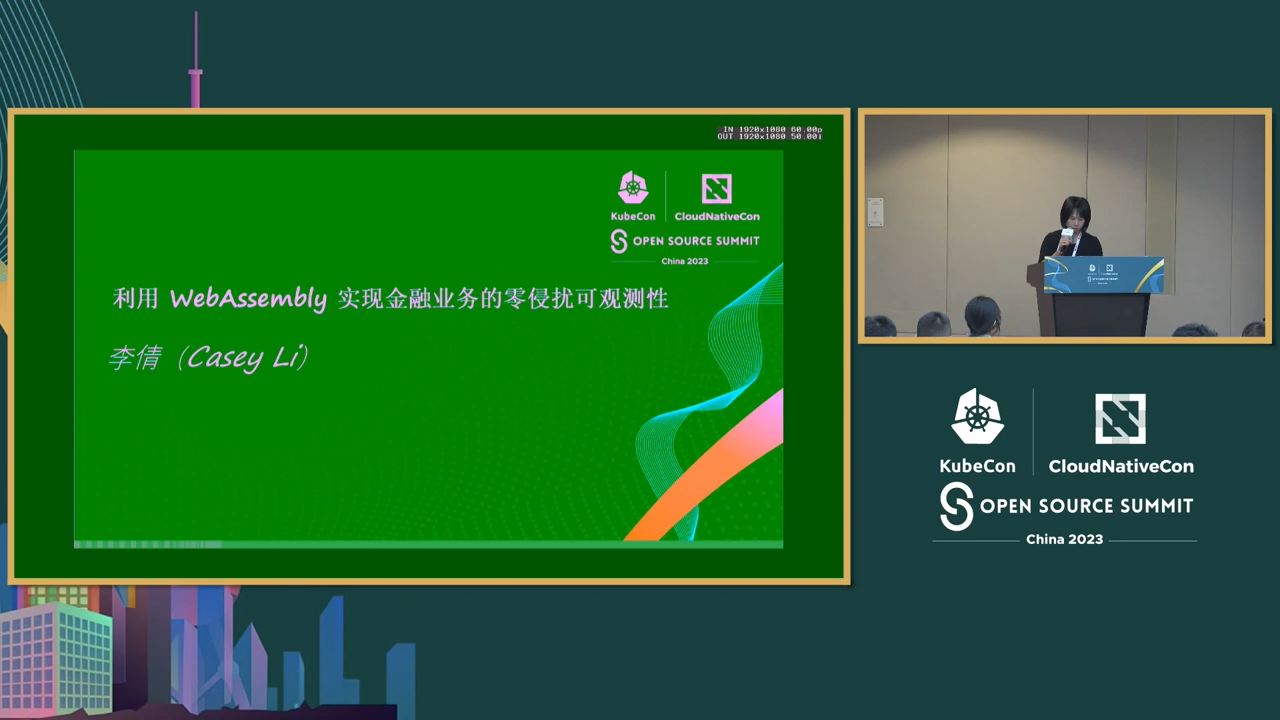 IN 1920x1080 60.00p
OUT 1920x1080 50.00i
KubeCon
CloudNativeCon
OPEN SOURCE SUMMIT
China 2023
利用 WebAssembly 实现金融业务的零侵扰可观测性
李倩（Casey Li）
KubeCon
CloudNativeCon
OPEN SOURCE SUMMIT
China 2023